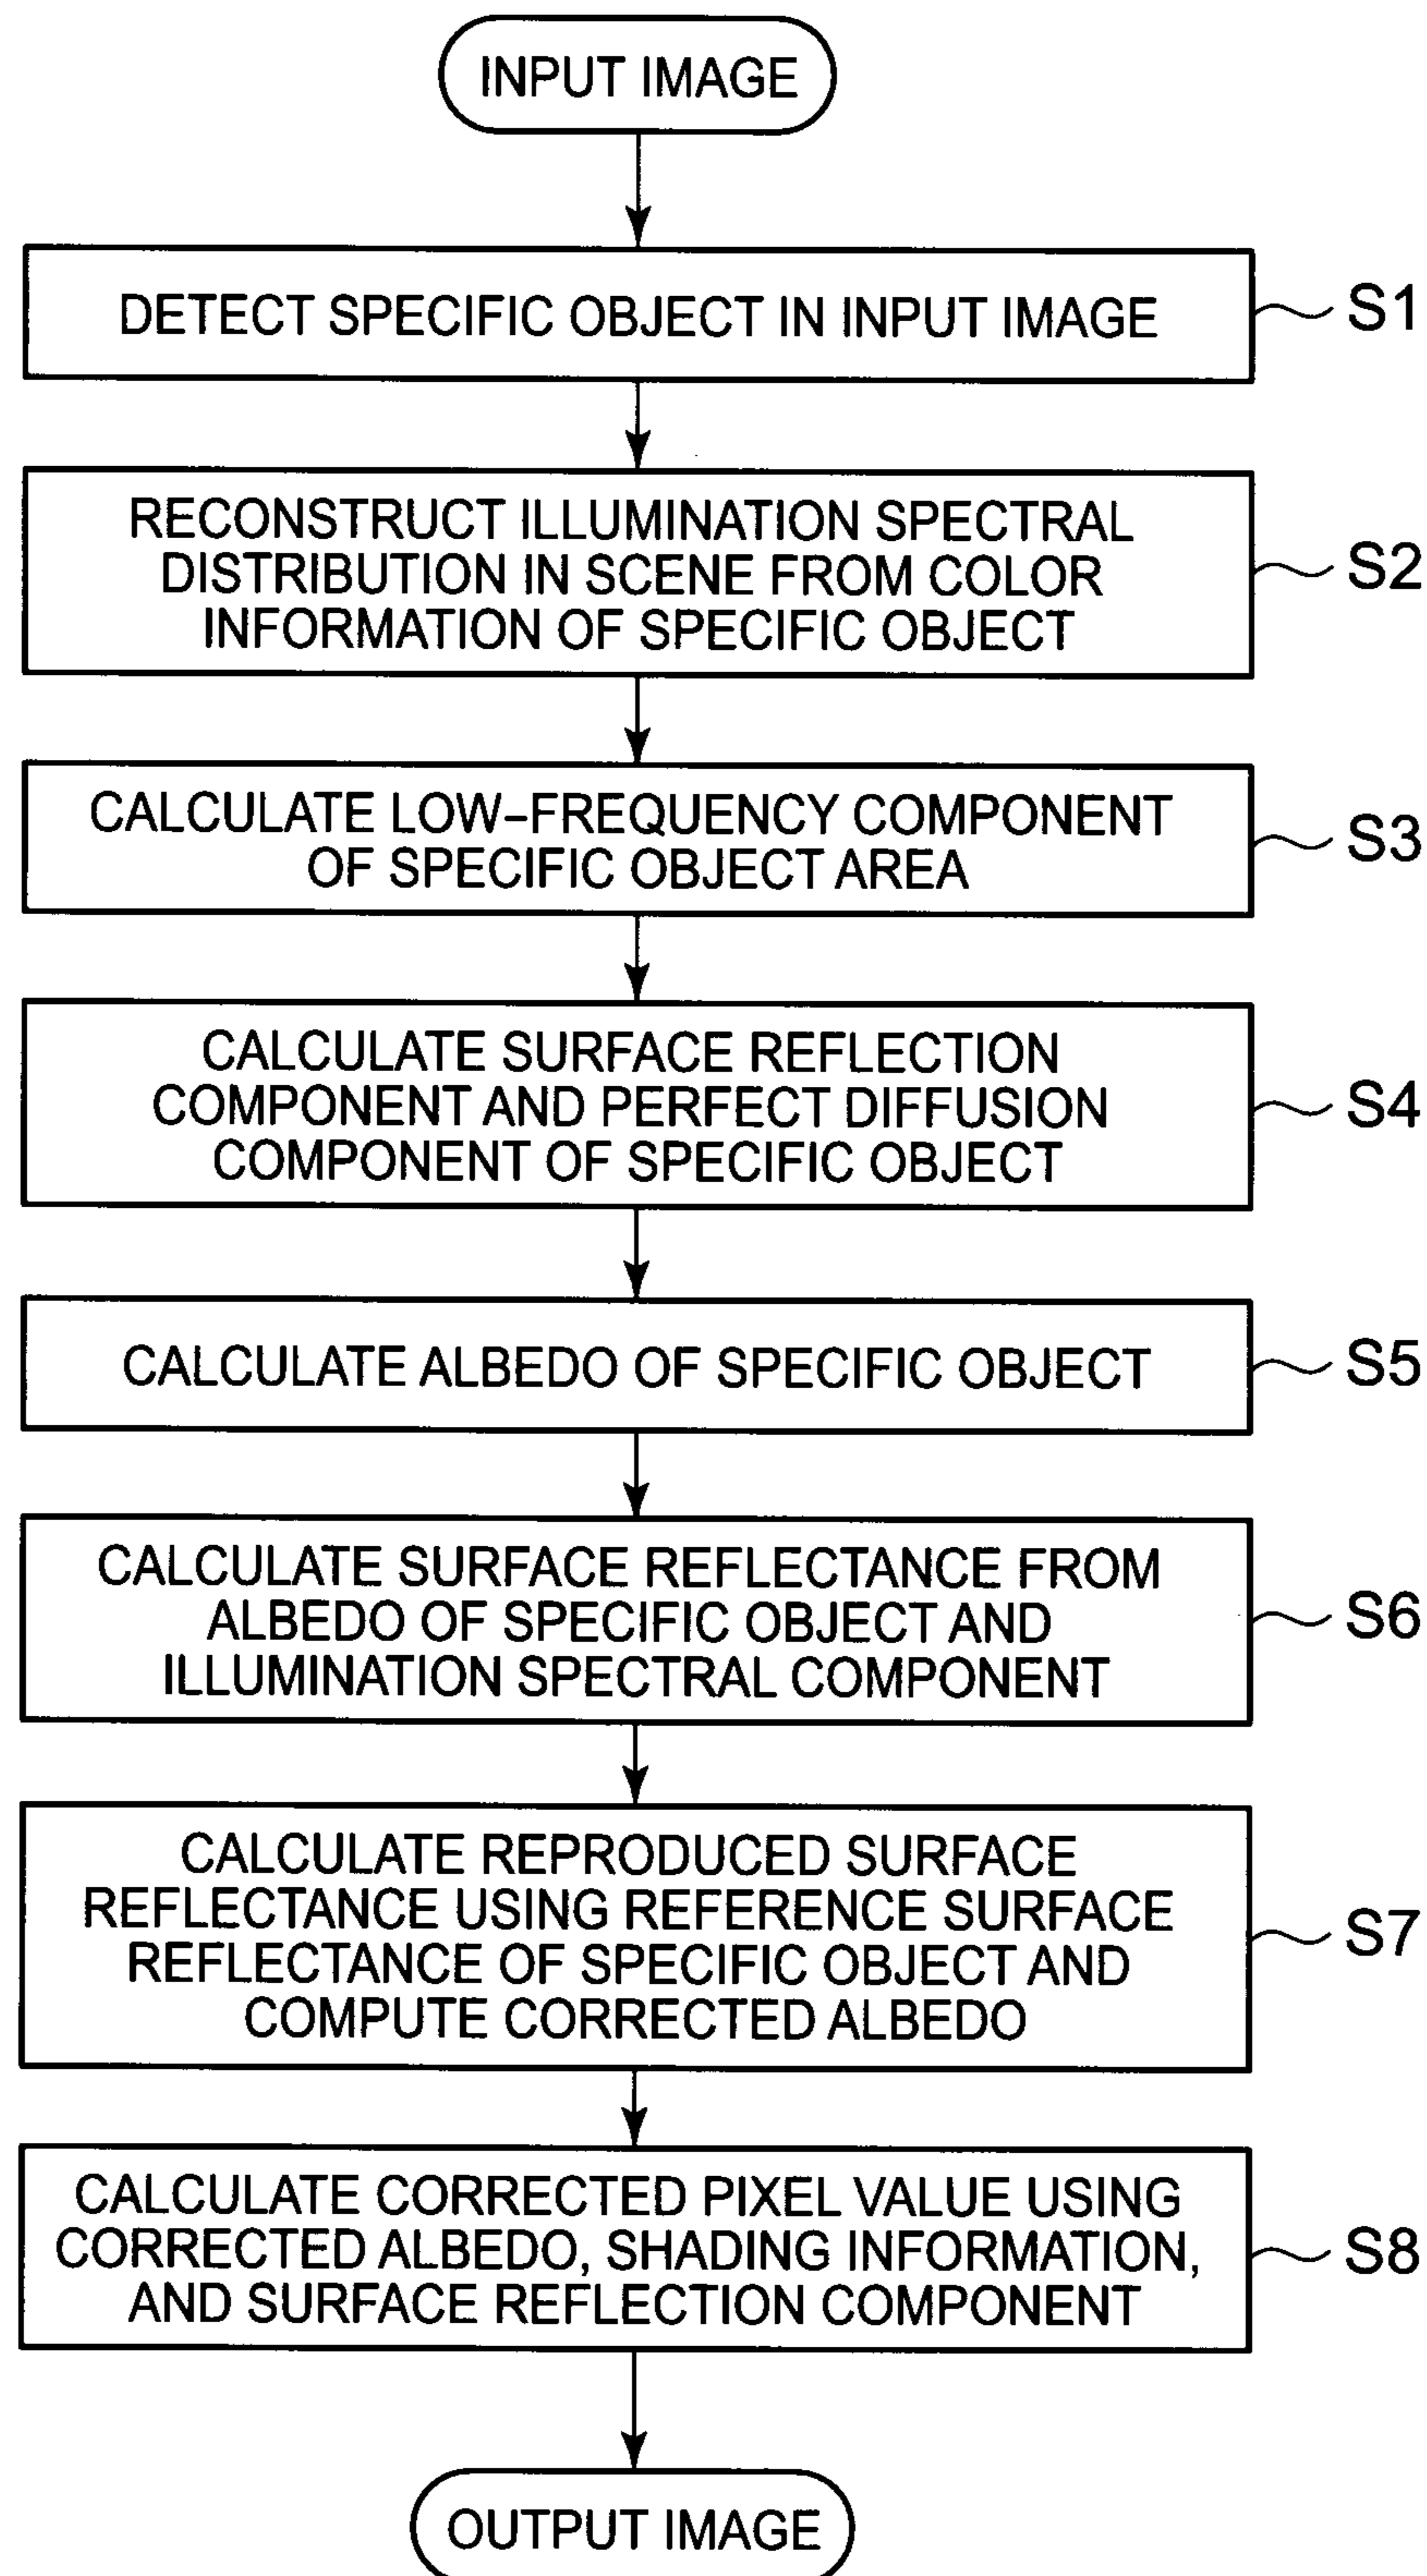 INPUT IMAGE
DETECT SPECIFIC OBJECT IN INPUT IMAGE
S1
RECONSTRUCT ILLUMINATION SPECTRAL
DISTRIBUTION IN SCENE FROM COLOR
INFORMATION OF SPECIFIC OBJECT
S2
CALCULATE LOW-FREQUENCY COMPONENT
OF SPECIFIC OBJECT AREA
S3
CALCULATE SURFACE REFLECTION
COMPONENT AND PERFECT DIFFUSION
COMPONENT OF SPECIFIC OBJECT
S4
CALCULATE ALBEDO OF SPECIFIC OBJECT
S5
CALCULATE SURFACE REFLECTANCE FROM
ALBEDO OF SPECIFIC OBJECT AND
ILLUMINATION SPECTRAL COMPONENT
S6
CALCULATE REPRODUCED SURFACE
REFLECTANCE USING REFERENCE SURFACE
REFLECTANCE OF SPECIFIC OBJECT AND
COMPUTE CORRECTED ALBEDO
S7
CALCULATE CORRECTED PIXEL VALUE USING
CORRECTED ALBEDO, SHADING INFORMATION,
AND SURFACE REFLECTION COMPONENT
S8
OUTPUT IMAGE